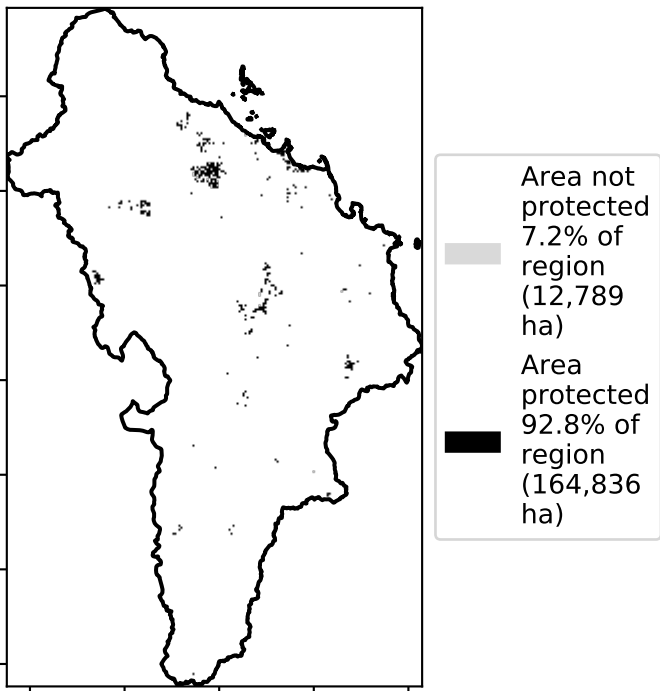 Area not
protected
7.2% of
region
(12,789
ha)
Area
protected
92.8% of
region
(164,836
ha)